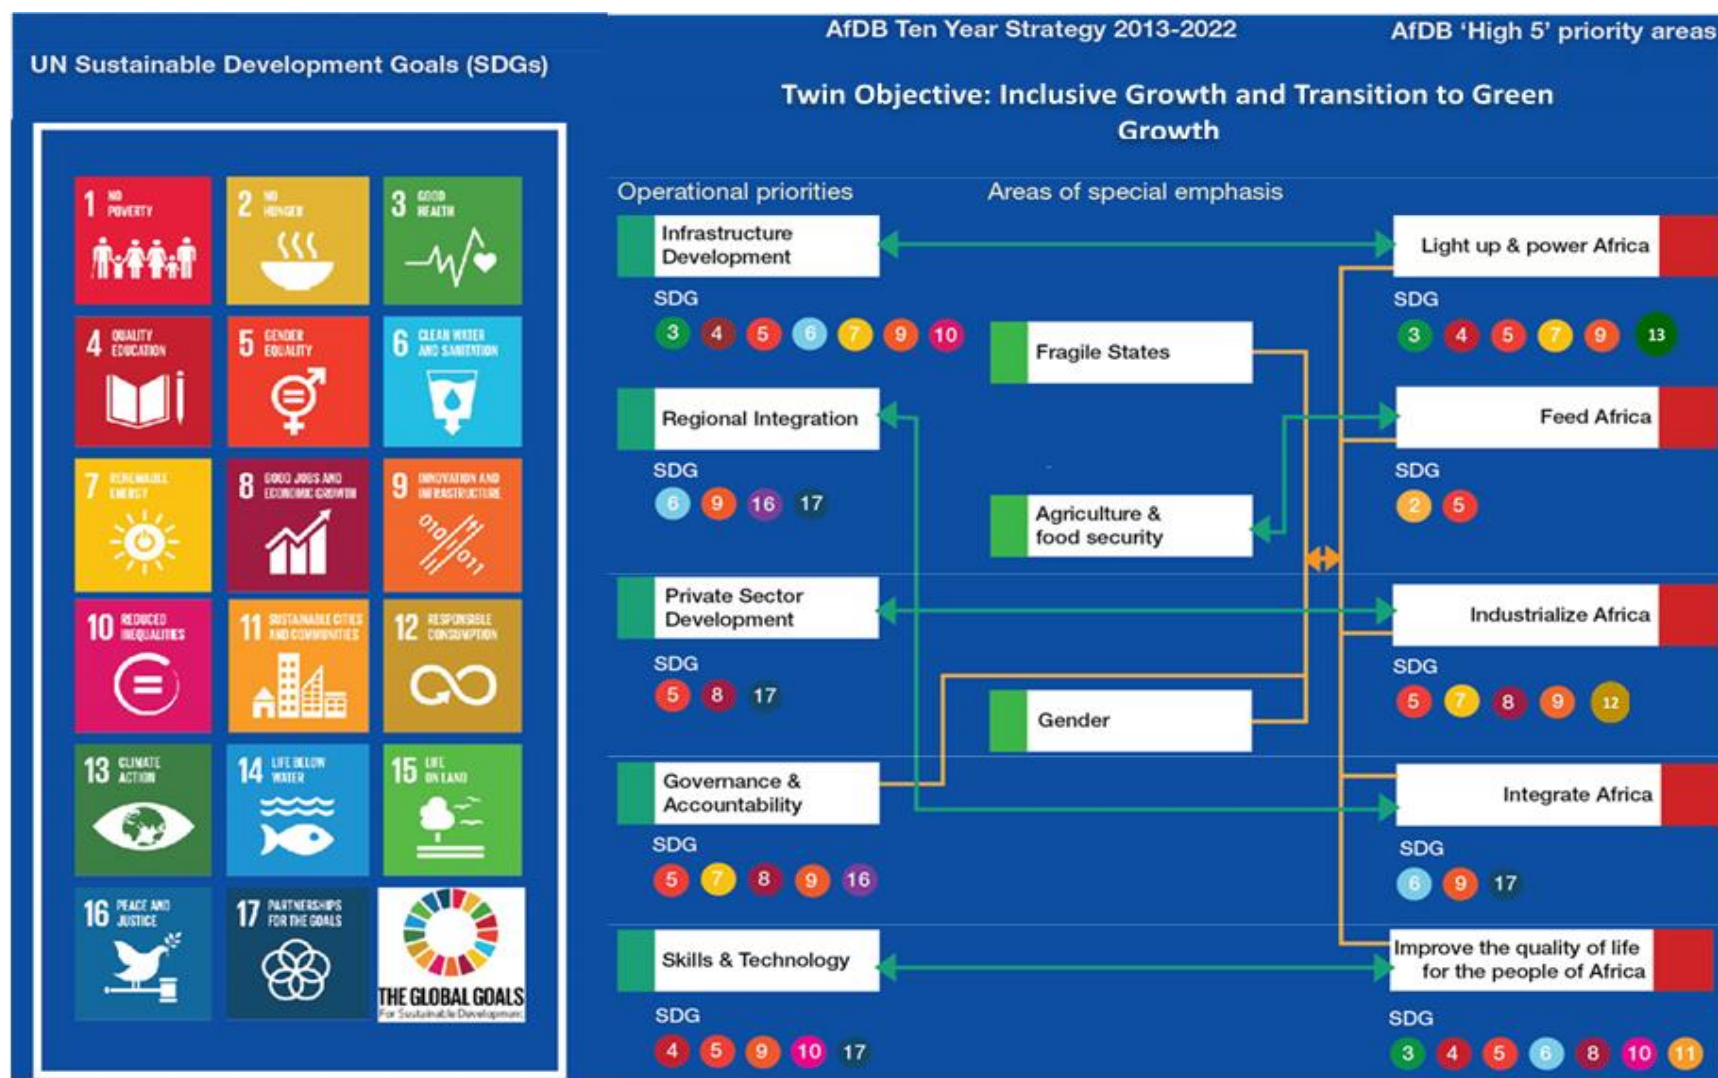 UN Sustainable Development Goals (SDGs)
1 NO
POVERTY
2 NO
HUNGER
3 GOOD
HEALTH
4 QUALITY
EDUCATION
5 GENDER
EQUALITY
6 CLEAN WATER
AND SANITATION
7 RENEWABLE
ENERGY
8 GOOD JOBS AND
ECONOMIC GROWTH
9 INNOVATION AND
INFRASTRUCTURE
010 1 011
10 REDUCED
INEQUALITIES
11 SUSTAINABLE CITIES
AND COMMUNITIES
12 RESPONSIBLE
CONSUMPTION
13 CLIMATE
ACTION
14 LIFE BELOW
WATER
15 LIFE
ON LAND
16 PEACE AND
JUSTICE
17 PARTNERSHIPS
FOR THE GOALS
THE GLOBAL GOALS
For Sustainable Development
AfDB Ten Year Strategy 2013-2022
AfDB ‘High 5’ priority areas
Twin Objective: Inclusive Growth and Transition to Green
Growth
Operational priorities
Infrastructure
Development
SDG
3 4 5 6 7 9 10
Regional Integration
SDG
6 9 16 17
Private Sector
Development
SDG
5 8 17
Governance &
Accountability
SDG
5 7 8 9 16
Skills & Technology
SDG
4 5 9 10 17
Areas of special emphasis
Fragile States
Agriculture &
food security
Gender
Light up & power Africa
SDG
3 4 5 7 9 13
Feed Africa
SDG
2 5
Industrialize Africa
SDG
5 7 8 9 12
Integrate Africa
SDG
6 9 17
Improve the quality of life
for the people of Africa
SDG
3 4 5 6 8 10 11